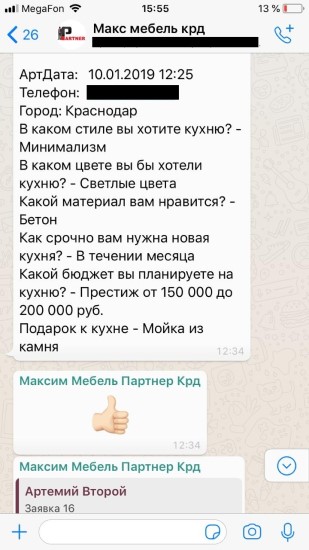 MegaFon 15:55 13 %
26 Макс мебель крд
PARTNER
АртДата: 10.01.2019 12:25
Телефон:
Город: Краснодар
В каком стиле вы хотите кухню? -
Минимализм
В каком цвете вы бы хотели
кухню? - Светлые цвета
Какой материал вам нравится? -
Бетон
Как срочно вам нужна новая
кухня? - В течении месяца
Какой бюджет вы планируете на
кухню? - Престиж от 150 000 до
200 000 руб.
Подарок к кухне - Мойка из
камня
12:34
Максим Мебель Партнер Крд
12:34
Максим Мебель Партнер Крд
Артемий Второй
Заявка 16